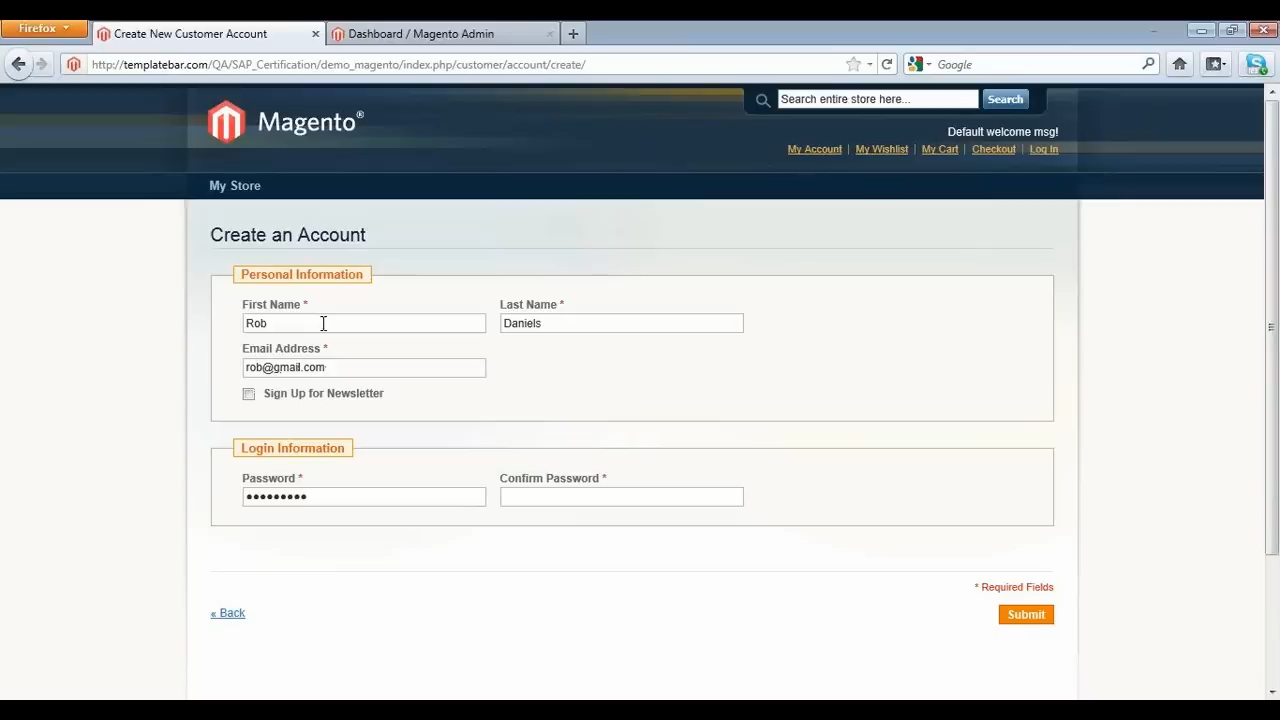 Firefox
Create New Customer Account
Dashboard / Magento Admin
http://templatebar.com/QA/SAP_Certification/demo_magento/index.php/customer/account/create/
Google
Magento®
Search entire store here...
Search
Default welcome msg!
My Account | My Wishlist | My Cart | Checkout | Log In
My Store
Create an Account
Personal Information
First Name *
Last Name *
Rob
Daniels
Email Address *
rob@gmail.com
Sign Up for Newsletter
Login Information
Password *
Confirm Password *
•••••••••
* Required Fields
« Back
Submit